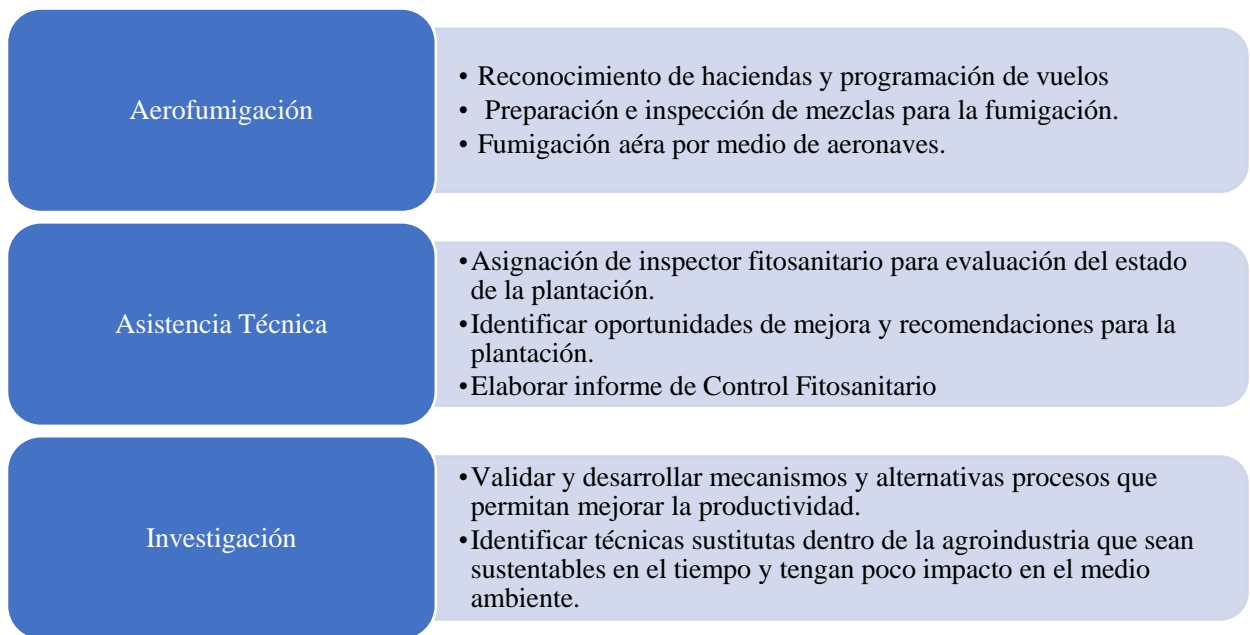 Aerofumigación
• Reconocimiento de haciendas y programación de vuelos
• Preparación e inspección de mezclas para la fumigación.
• Fumigación aéra por medio de aeronaves.
Asistencia Técnica
•Asignación de inspector fitosanitario para evaluación del estado
de la plantación.
•Identificar oportunidades de mejora y recomendaciones para la
plantación.
•Elaborar informe de Control Fitosanitario
Investigación
•Validar y desarrollar mecanismos y alternativas procesos que
permitan mejorar la productividad.
•Identificar técnicas sustitutas dentro de la agroindustria que sean
sustentables en el tiempo y tengan poco impacto en el medio
ambiente.